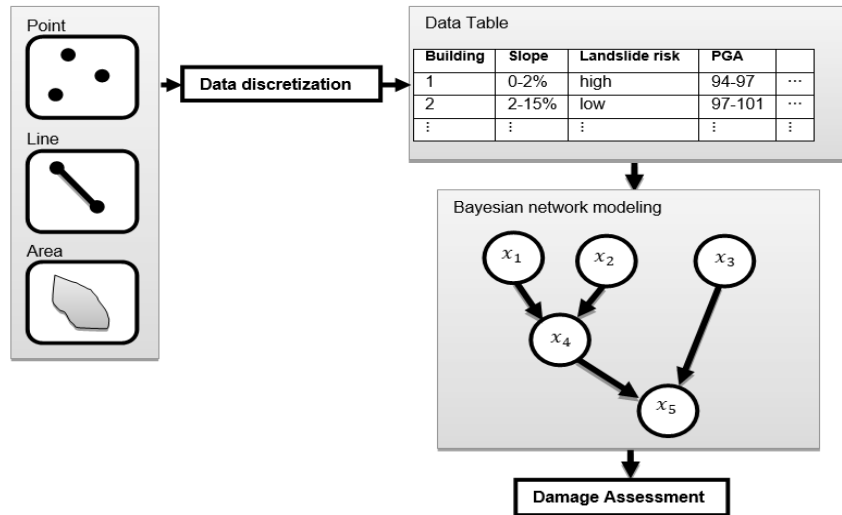 Point
Line
Area
Data discretization
Data Table
Building Slope Landslide risk PGA
1 0-2% high 94-97 ...
2 2-15% low 97-101 ...
⋮ ⋮ ⋮ ⋮ ⋮
Bayesian network modeling
x₁ x₂ x₃
x₄
x₅
Damage Assessment